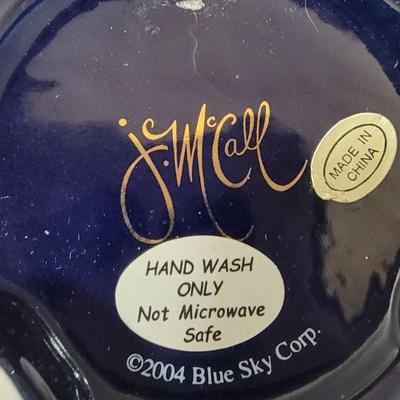 j.McCall
MADE IN
CHINA
HAND WASH
ONLY
Not Microwave
Safe
©2004 Blue Sky Corp.